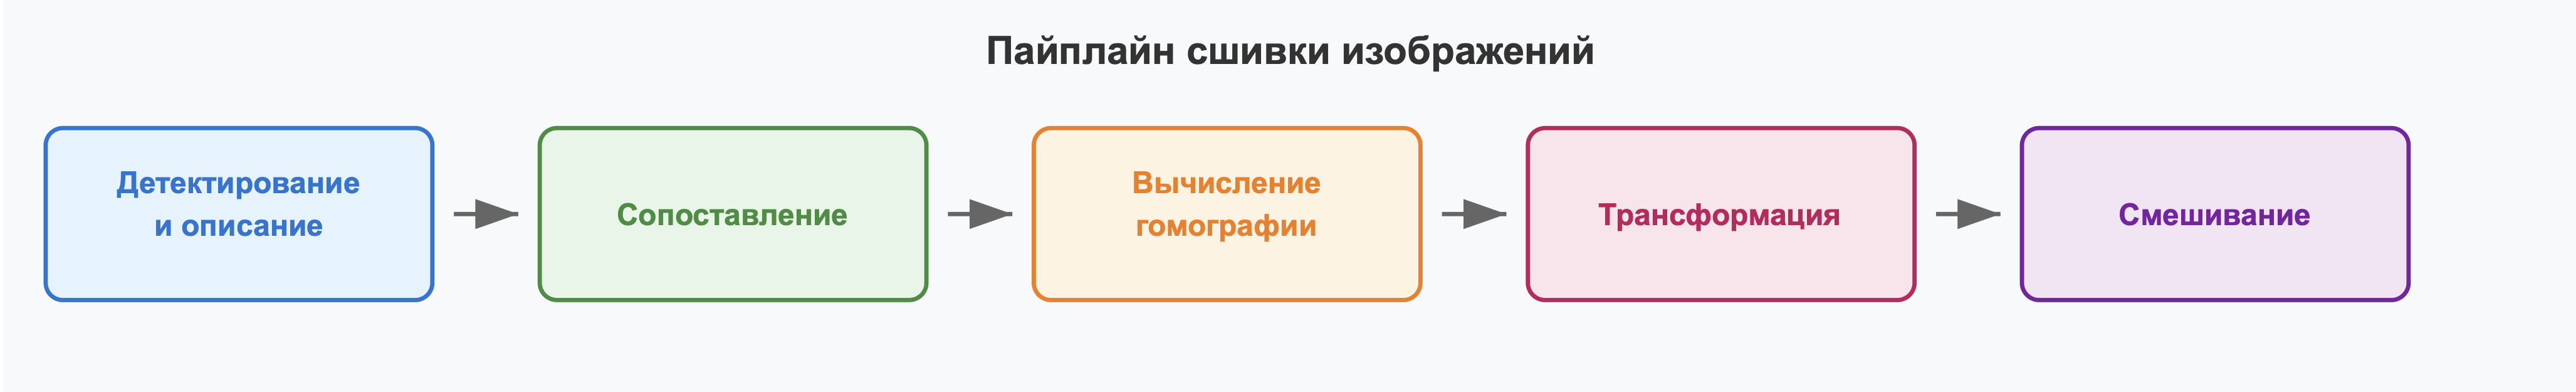 Пайплайн сшивки изображений
Детектирование
и описание
Сопоставление
Вычисление
гомографии
Трансформация
Смешивание